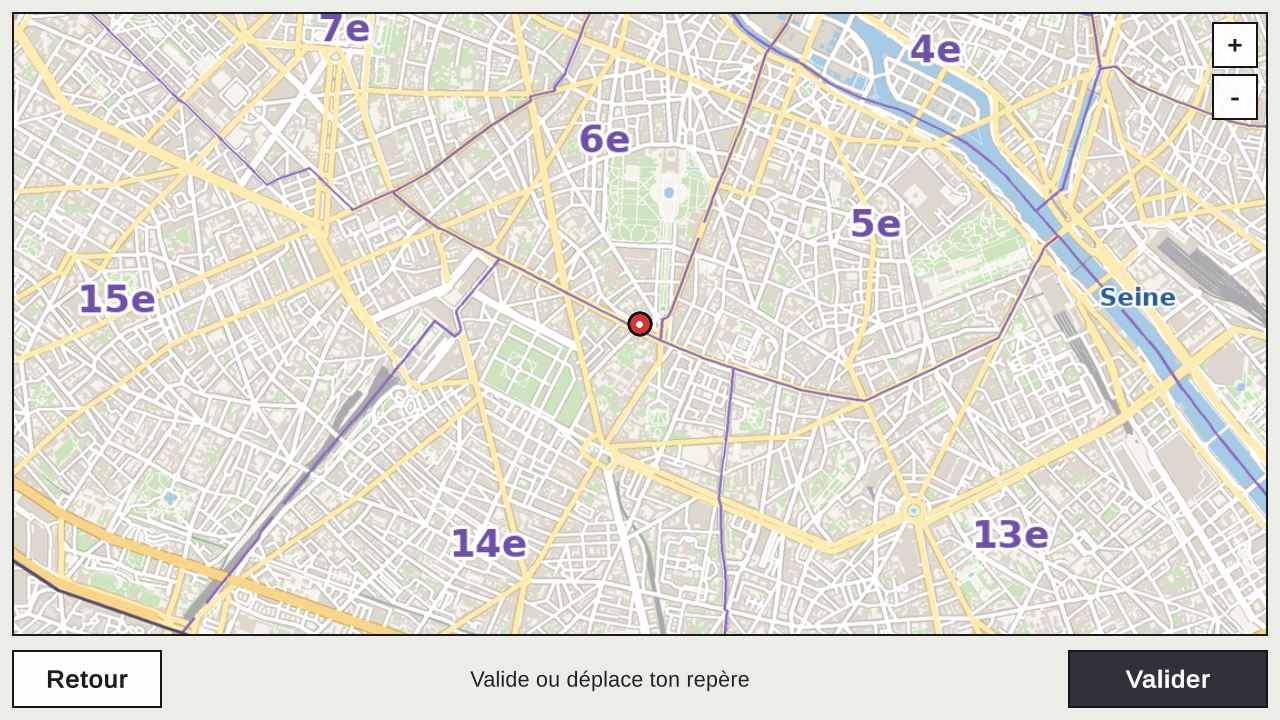 7e
4e
+
-
6e
5e
15e
Seine
14e
13e
Retour
Valide ou déplace ton repère
Valider